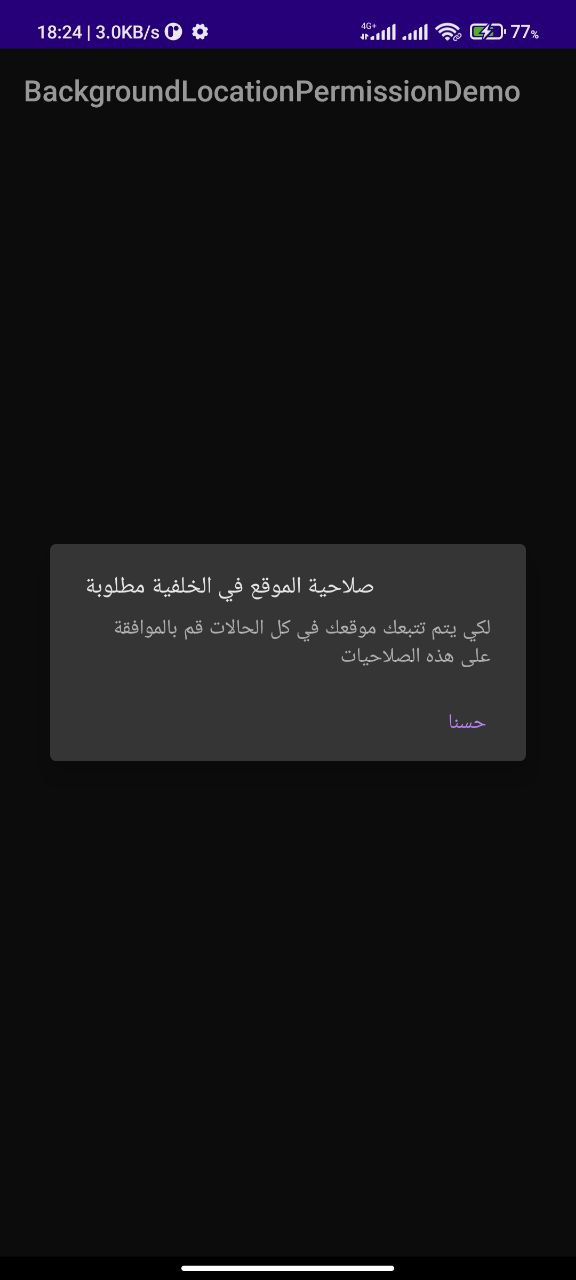 18:24 | 3.0KB/s 4G+ 77%
BackgroundLocationPermissionDemo
صلاحية الموقع في الخلفية مطلوبة
لكي يتم تتبعك موقعك في كل الحالات قم بالموافقة
على هذه الصلاحيات
حسنا